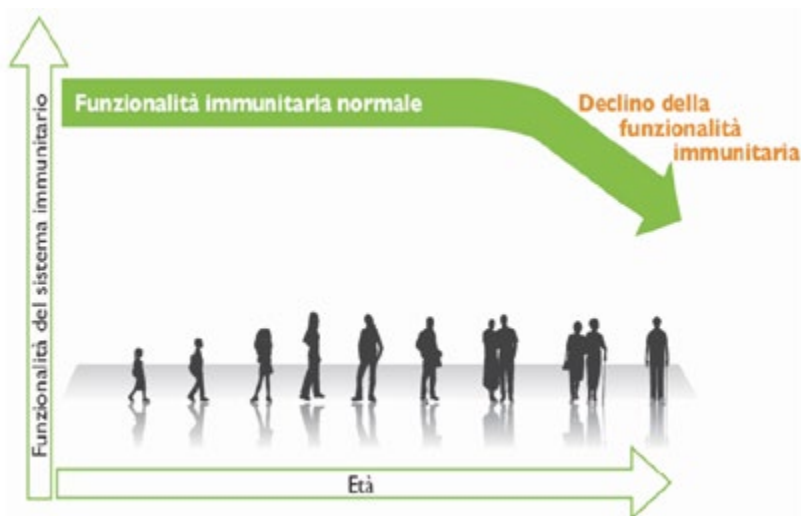 Funzionalità immunitaria normale
Declino della
funzionalità
immunitaria
Funzionalità del sistema immunitario
Età